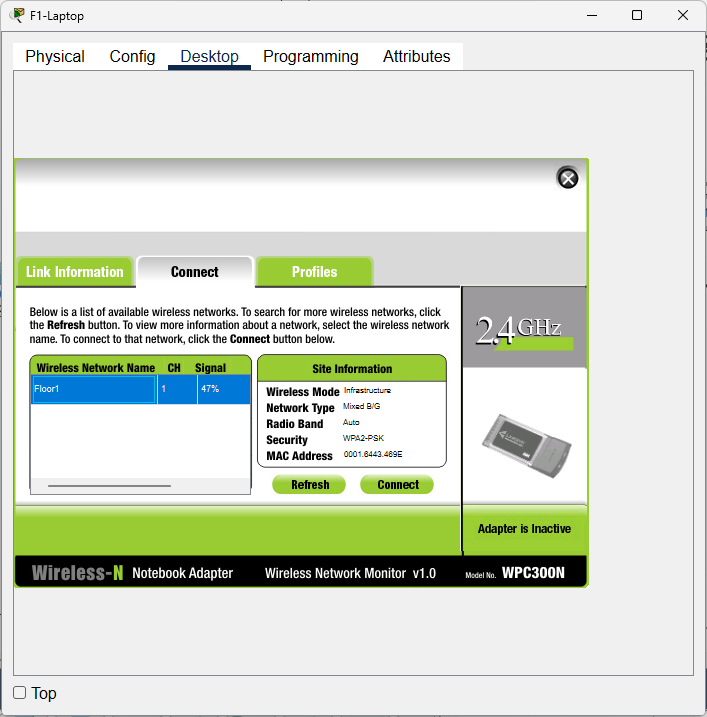 F1-Laptop
Physical Config Desktop Programming Attributes
Link Information Connect Profiles
Below is a list of available wireless networks. To search for more wireless networks, click
the Refresh button. To view more information about a network, select the wireless network
name. To connect to that network, click the Connect button below.
2.4GHz
Wireless Network Name CH Signal
Floor1 1 47%
Site Information
Wireless Mode Infrastructure
Network Type Mixed B/G
Radio Band Auto
Security WPA2-PSK
MAC Address 0001.6443.469E
Refresh Connect
Adapter is Inactive
Wireless-N Notebook Adapter Wireless Network Monitor v1.0 Model No. WPC300N
Top